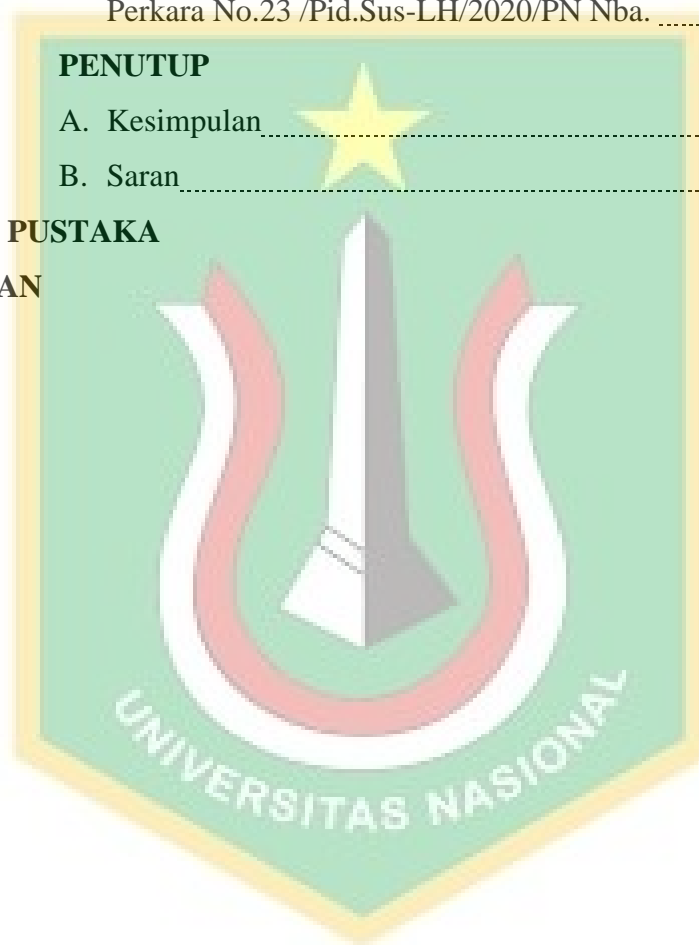 Perkara No.23 /Pid.Sus-LH/2020/PN Nba.
PENUTUP
A. Kesimpulan
B. Saran
PUSTAKA
AN
UNIVERSITAS NASIONAL